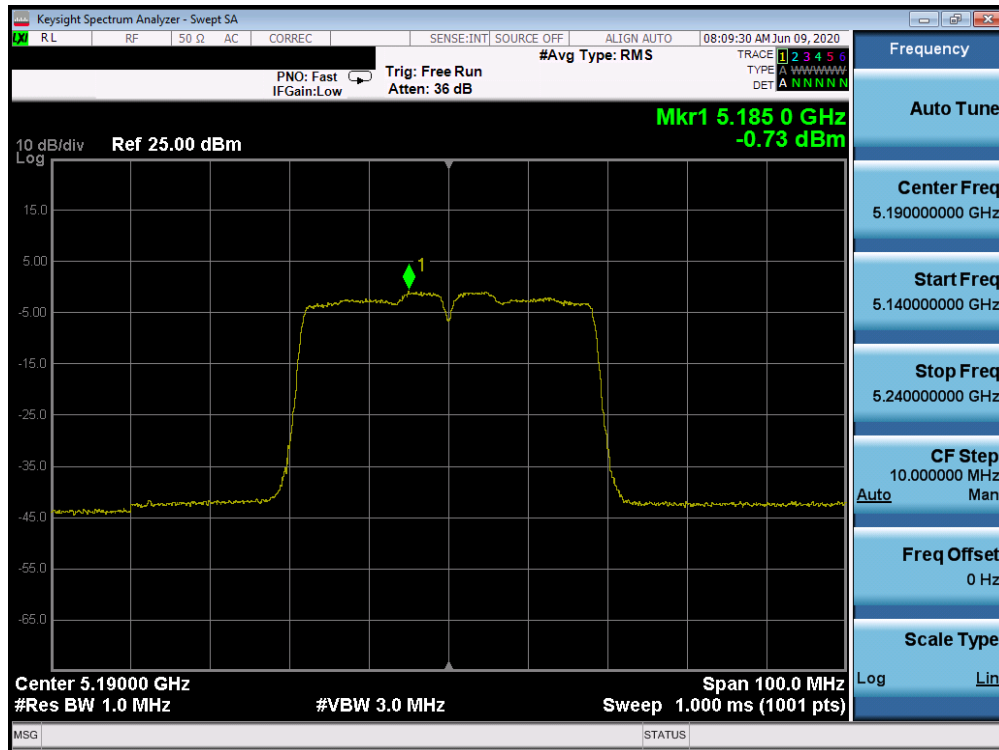 Keysight Spectrum Analyzer - Swept SA
LXI RL RF 50 Ω AC CORREC SENSE:INT SOURCE OFF ALIGN AUTO 08:09:30 AM Jun 09, 2020
PNO: Fast
IFGain:Low
Trig: Free Run
Atten: 36 dB
#Avg Type: RMS
TRACE 1 2 3 4 5 6
TYPE A WWWWW
DET A N N N N N
Mkr1 5.185 0 GHz
-0.73 dBm
10 dB/div Ref 25.00 dBm
Log
15.0
5.00
-5.00
-15.0
-25.0
-35.0
-45.0
-55.0
-65.0
1
Center 5.19000 GHz Span 100.0 MHz
#Res BW 1.0 MHz #VBW 3.0 MHz Sweep 1.000 ms (1001 pts)
MSG STATUS
Frequency
Auto Tune
Center Freq
5.190000000 GHz
Start Freq
5.140000000 GHz
Stop Freq
5.240000000 GHz
CF Step
10.000000 MHz
Auto Man
Freq Offset
0 Hz
Scale Type
Log Lin